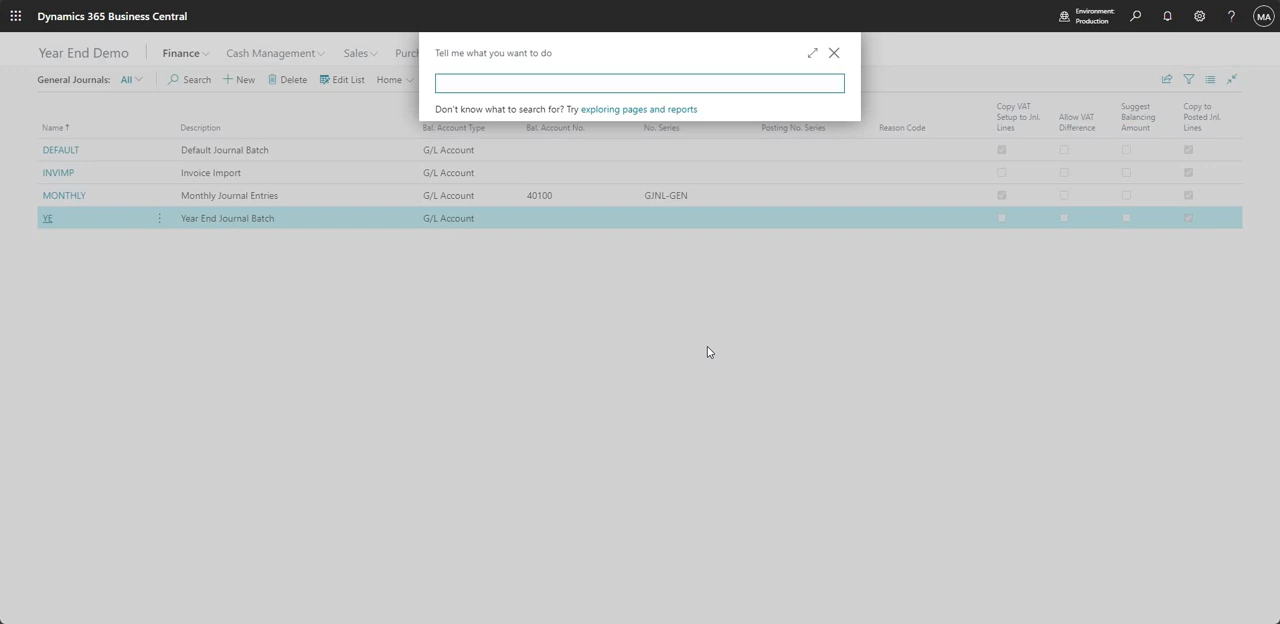 Dynamics 365 Business Central
Environment:
Production
MA
Year End Demo
Finance
Cash Management
Sales
Purch
Tell me what you want to do
Don't know what to search for? Try exploring pages and reports
General Journals: All
Search
New
Delete
Edit List
Home
Name ↑
Description
Bal. Account Type
Bal. Account No.
No. Series
Posting No. Series
Reason Code
Copy VAT
Setup to Jnl.
Lines
Allow VAT
Difference
Suggest
Balancing
Amount
Copy to
Posted Jnl.
Lines
DEFAULT Default Journal Batch G/L Account
INVIMP Invoice Import G/L Account
MONTHLY Monthly Journal Entries G/L Account 40100 GJNL-GEN
YE Year End Journal Batch G/L Account